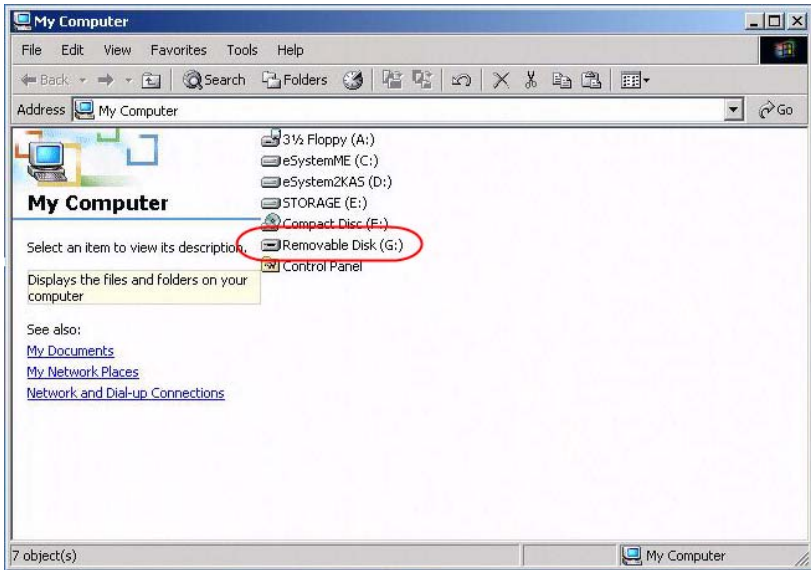 My Computer
File Edit View Favorites Tools Help
Back Search Folders
Address My Computer Go
3½ Floppy (A:)
eSystemME (C:)
eSystem2KAS (D:)
STORAGE (E:)
Compact Disc (F:)
Removable Disk (G:)
Control Panel
My Computer
Select an item to view its description.
Displays the files and folders on your
computer
See also:
My Documents
My Network Places
Network and Dial-up Connections
7 object(s) My Computer